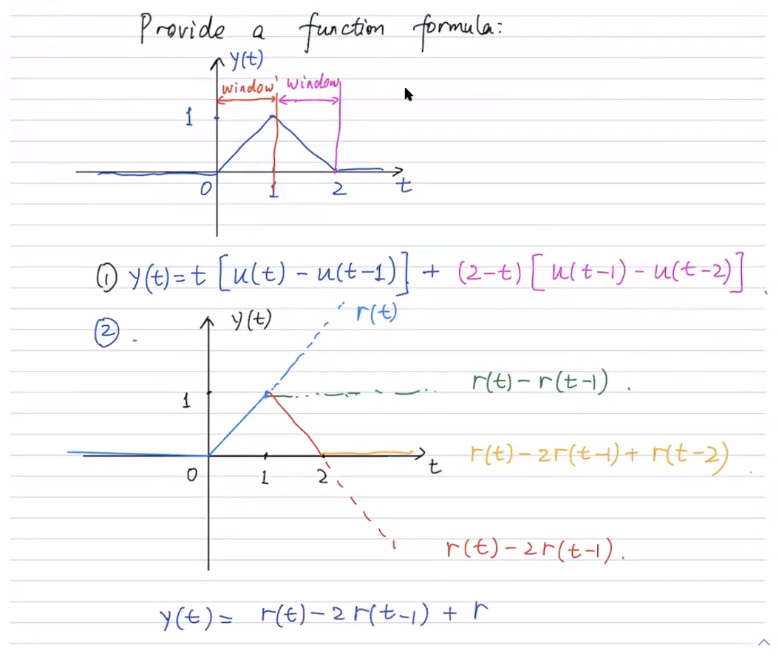 Provide a function formula:
y(t)
window window
1
0 1 2 t
① y(t)=t[u(t)-u(t-1)]+(2-t)[u(t-1)-u(t-2)]
② .
y(t)
r(t)
1
r(t)-r(t-1).
r(t)-2r(t-1)+r(t-2)
0 1 2 t
r(t)-2r(t-1).
y(t)= r(t)-2r(t-1)+r